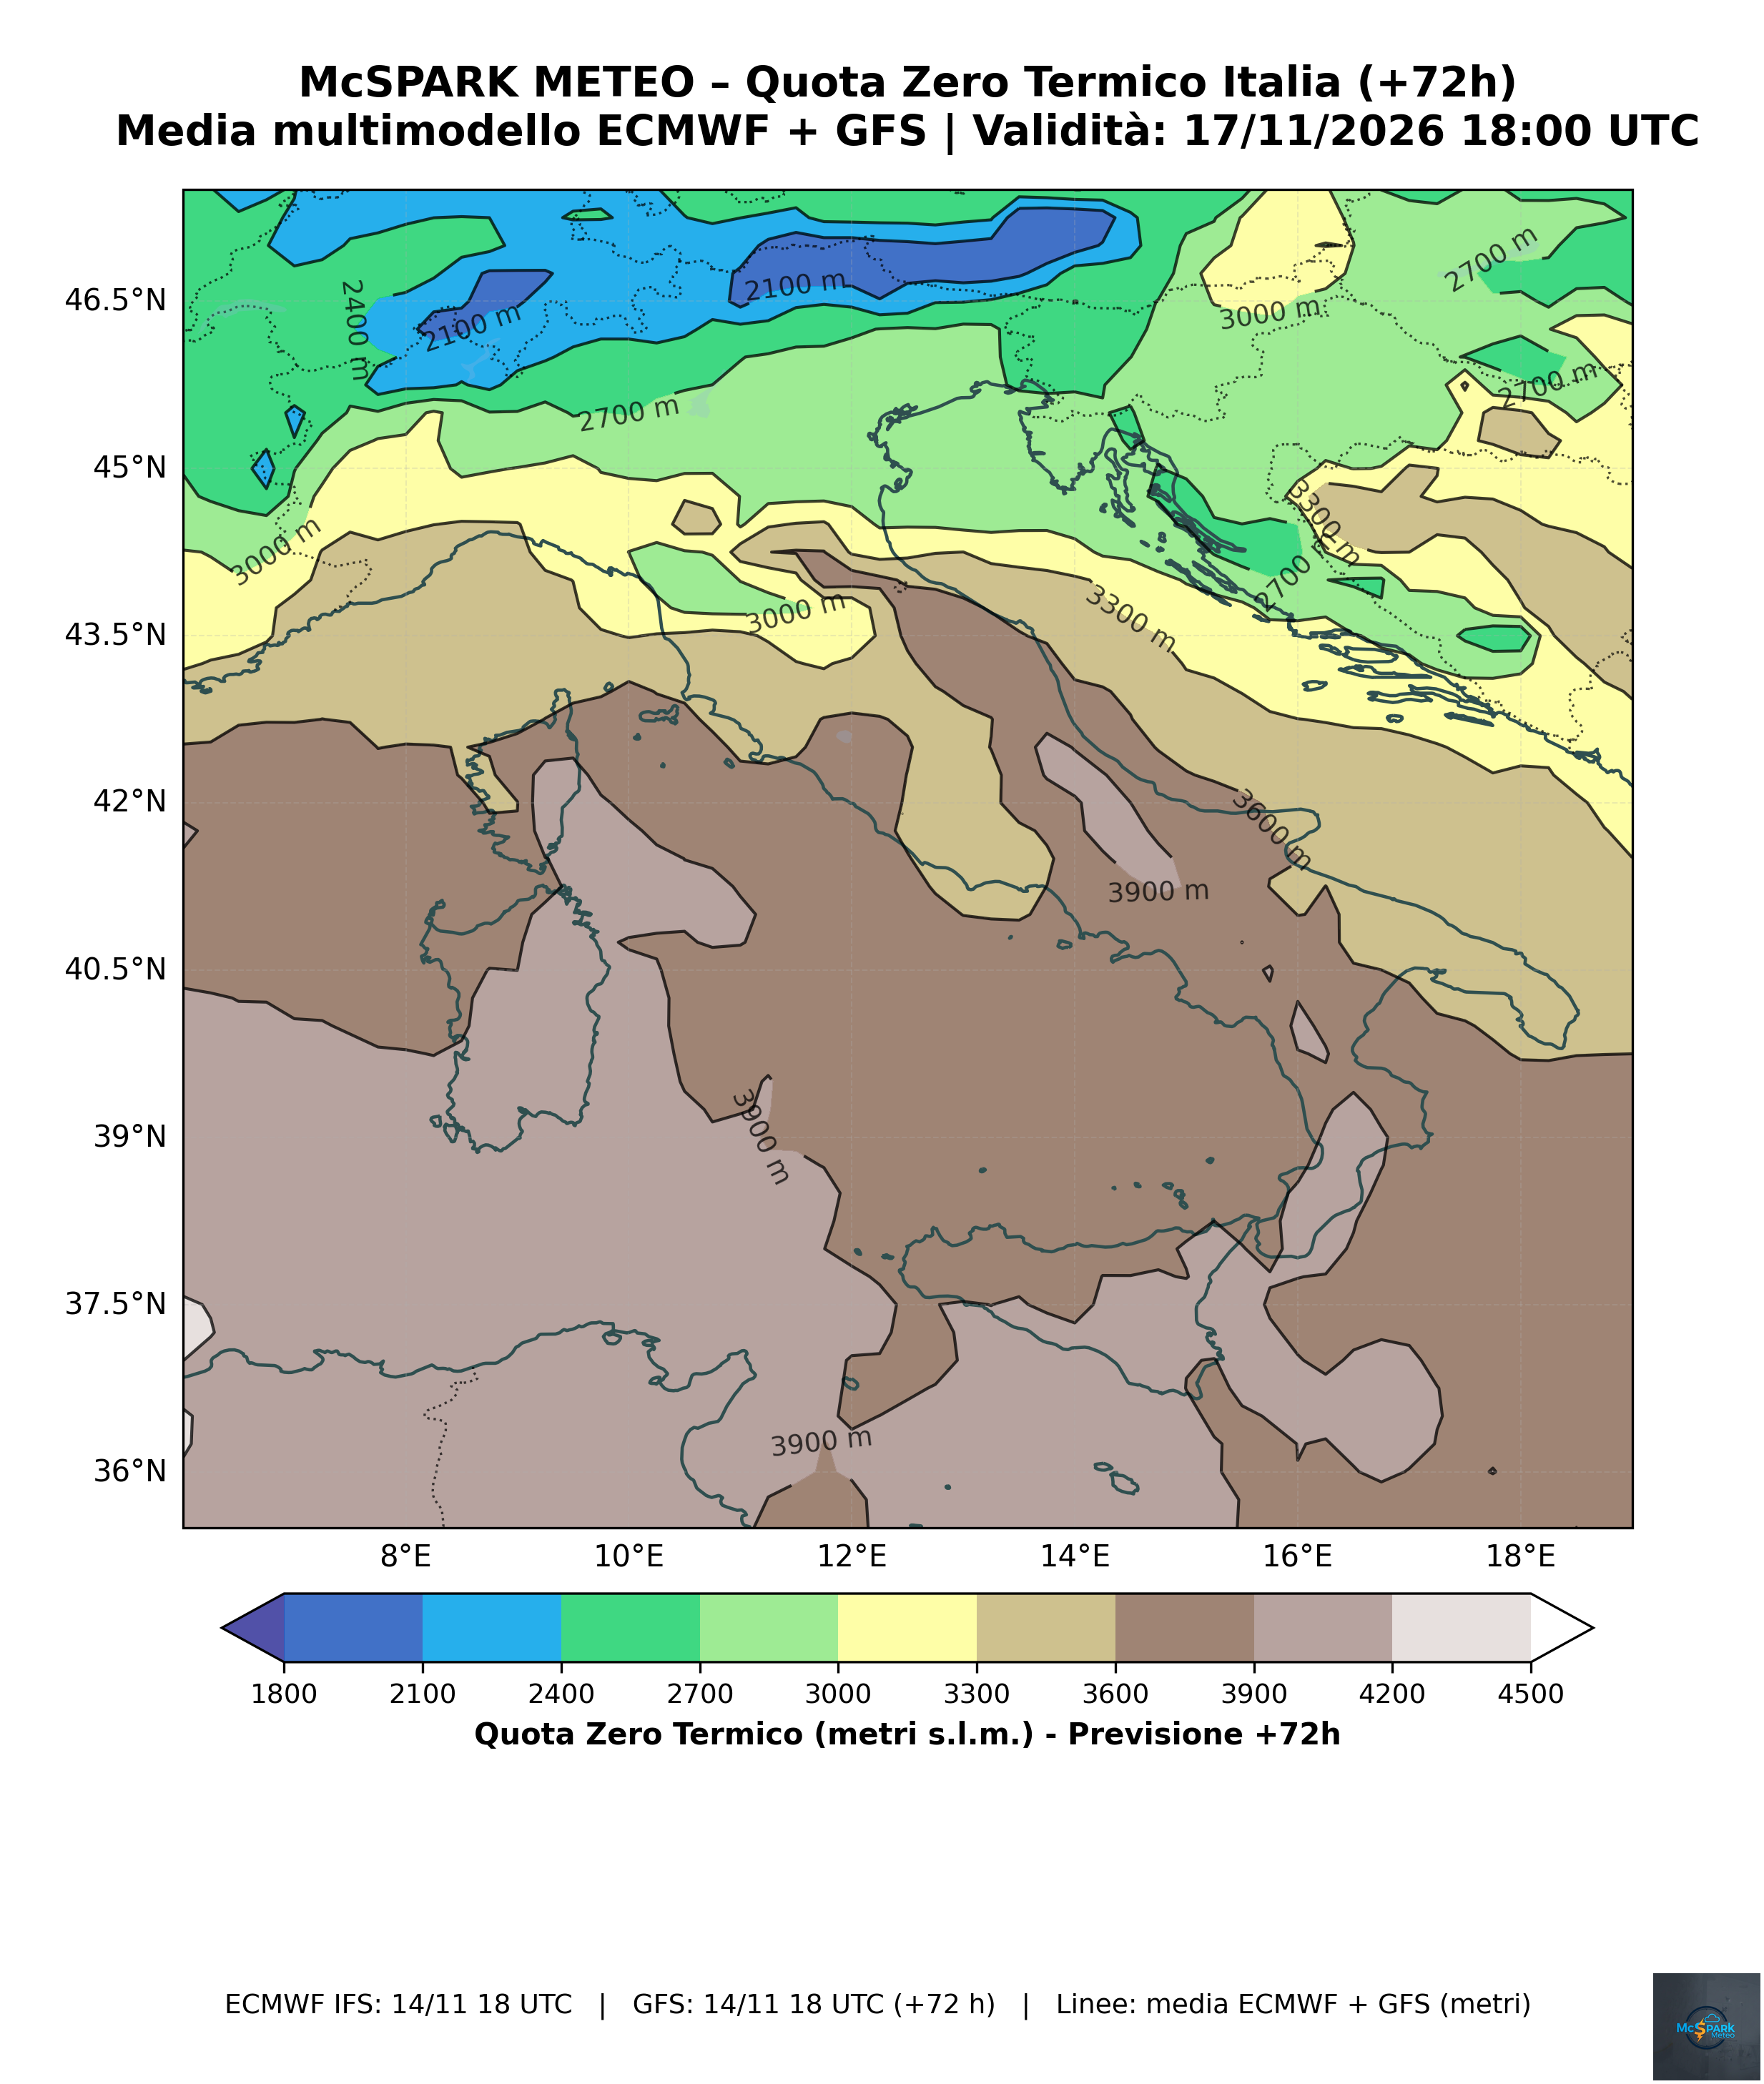 McSPARK METEO – Quota Zero Termico Italia (+72h)
Media multimodello ECMWF + GFS | Validità: 17/11/2026 18:00 UTC
46.5°N
45°N
43.5°N
42°N
40.5°N
39°N
37.5°N
36°N
2400 m
2100 m
2100 m
2700 m
3000 m
2700 m
2700 m
3000 m
3000 m
3300 m
2700
3300 m
3600 m
3900 m
3900 m
3900 m
8°E 10°E 12°E 14°E 16°E 18°E
1800 2100 2400 2700 3000 3300 3600 3900 4200 4500
Quota Zero Termico (metri s.l.m.) - Previsione +72h
ECMWF IFS: 14/11 18 UTC | GFS: 14/11 18 UTC (+72 h) | Linee: media ECMWF + GFS (metri)
McSPARK
Meteo